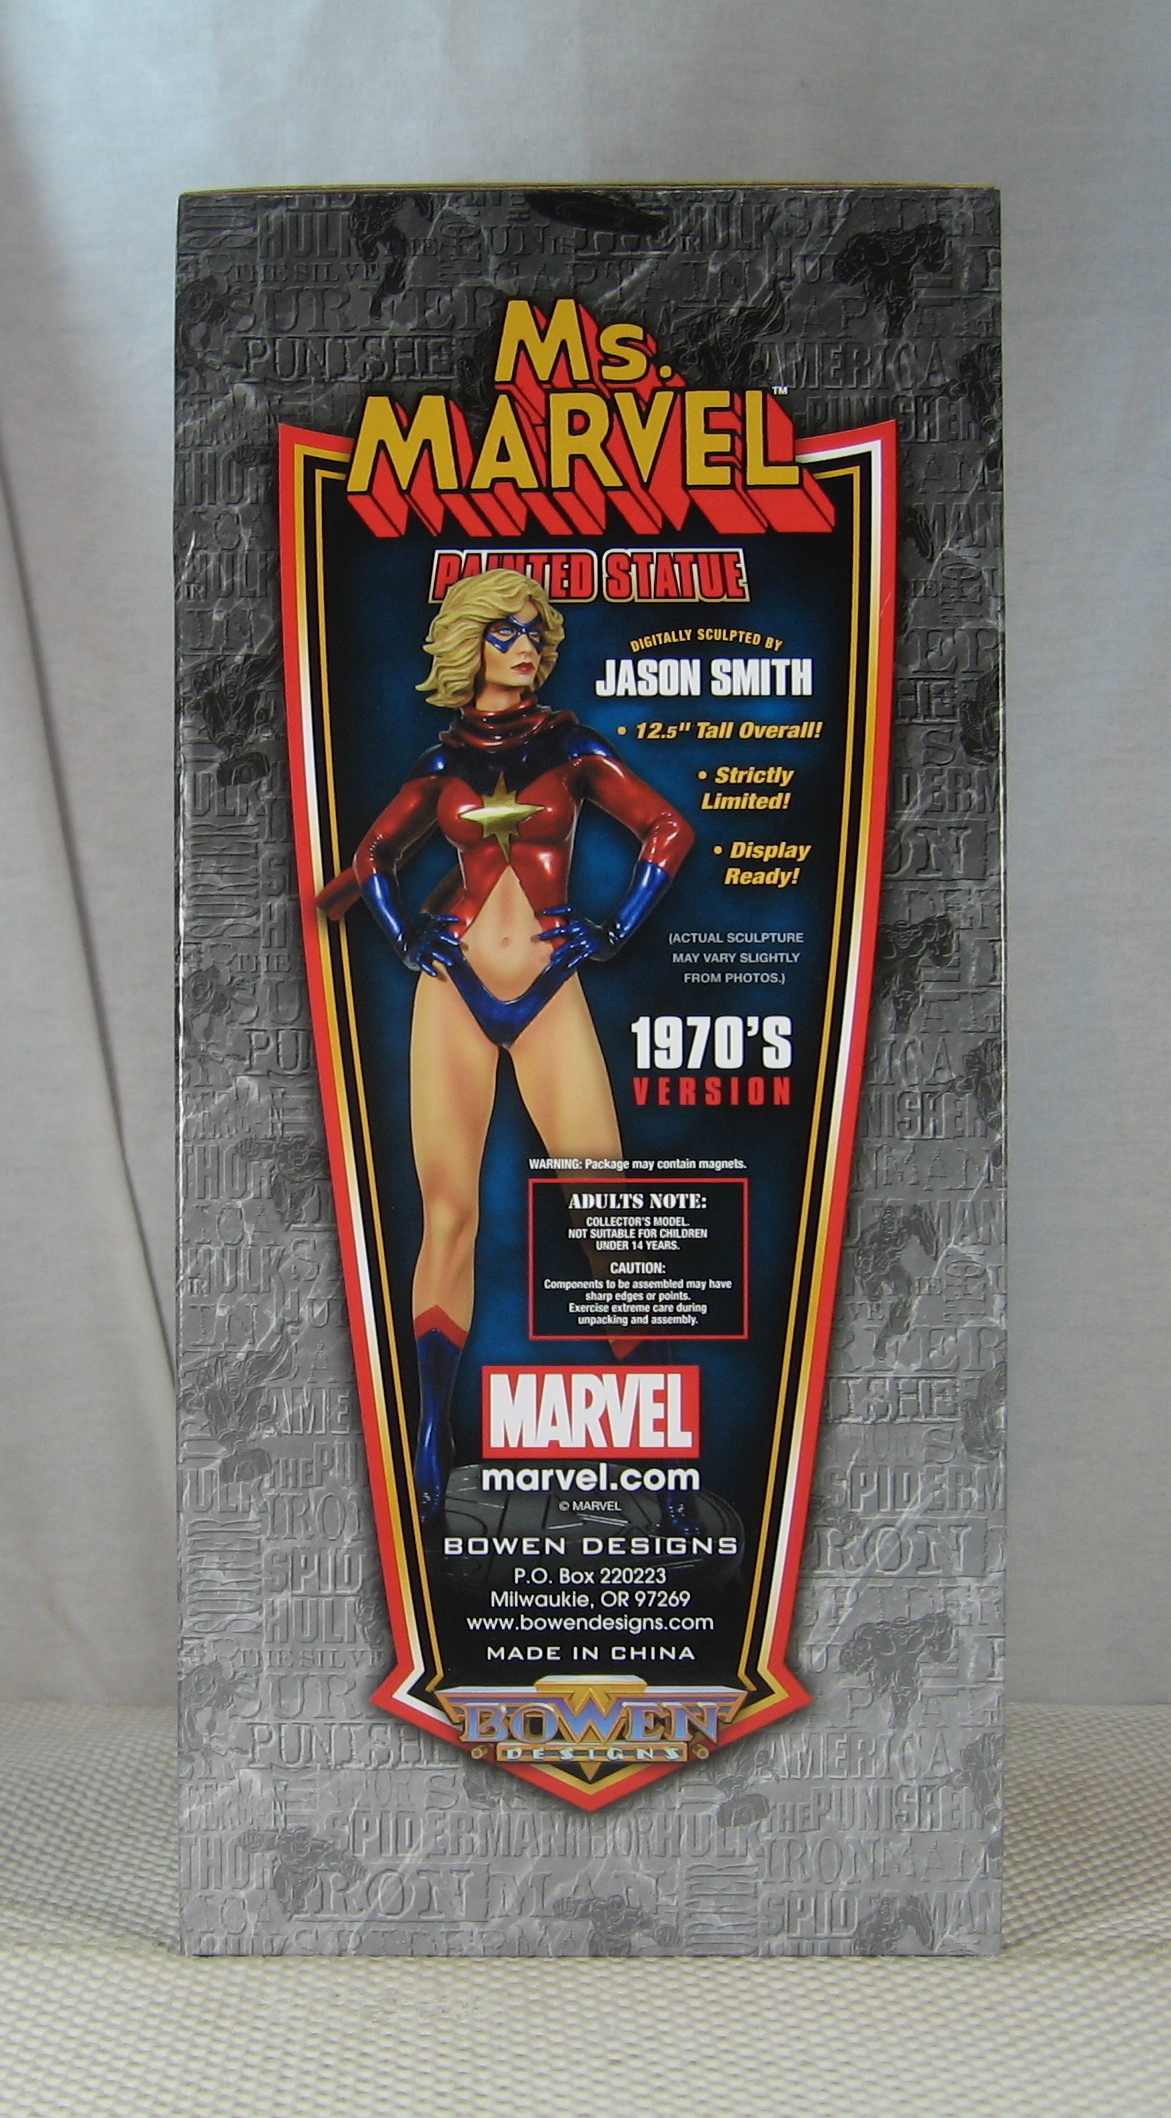 Ms.
MARVEL™
PAINTED STATUE
DIGITALLY SCULPTED BY
JASON SMITH
• 12.5" Tall Overall!
• Strictly
Limited!
• Display
Ready!
(ACTUAL SCULPTURE
MAY VARY SLIGHTLY
FROM PHOTOS.)
1970'S
VERSION
WARNING: Package may contain magnets.
ADULTS NOTE:
COLLECTOR'S MODEL.
NOT SUITABLE FOR CHILDREN
UNDER 14 YEARS.
CAUTION:
Components to be assembled may have
sharp edges or points.
Exercise extreme care during
unpacking and assembly.
MARVEL
marvel.com
© MARVEL
BOWEN DESIGNS
P.O. Box 220223
Milwaukie, OR 97269
www.bowendesigns.com
MADE IN CHINA
BOWEN
DESIGNS